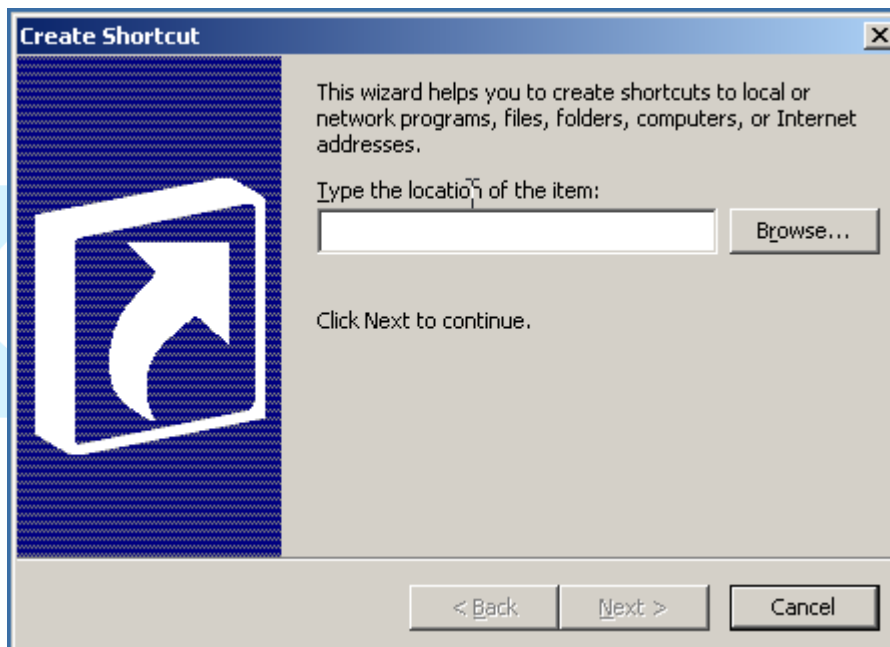 Create Shortcut
This wizard helps you to create shortcuts to local or
network programs, files, folders, computers, or Internet
addresses.
Type the location of the item:
Browse...
Click Next to continue.
< Back
Next >
Cancel